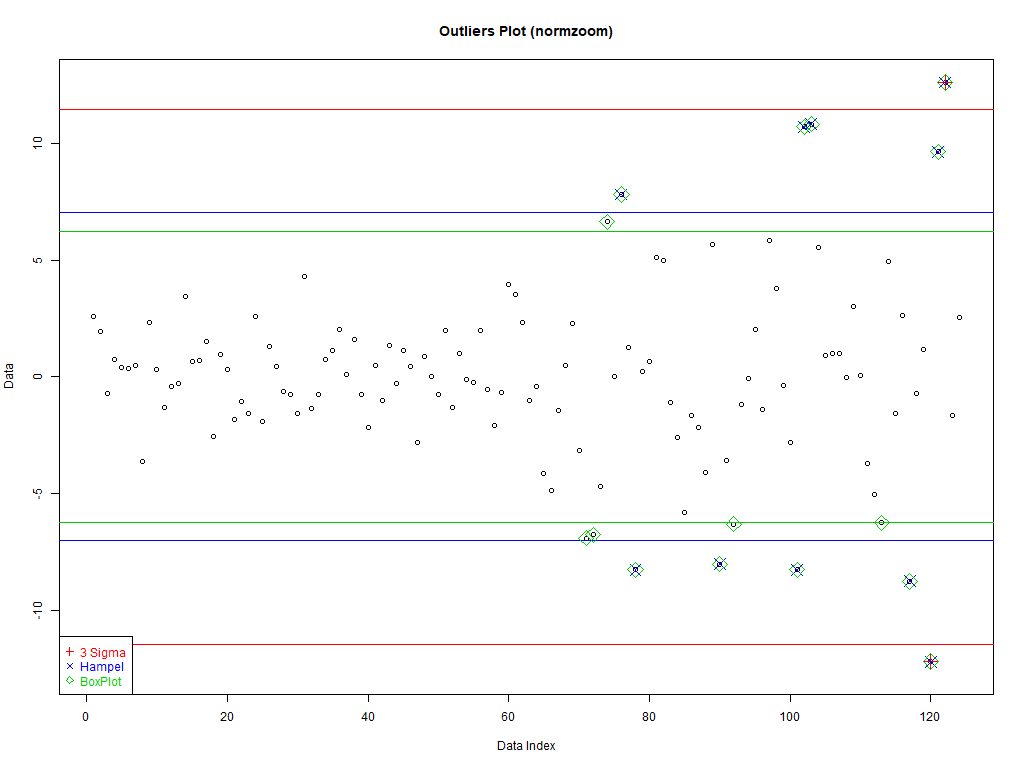 Outliers Plot (normzoom)
Data
10
5
0
-5
-10
3 Sigma
Hampel
BoxPlot
0 20 40 60 80 100 120
Data Index